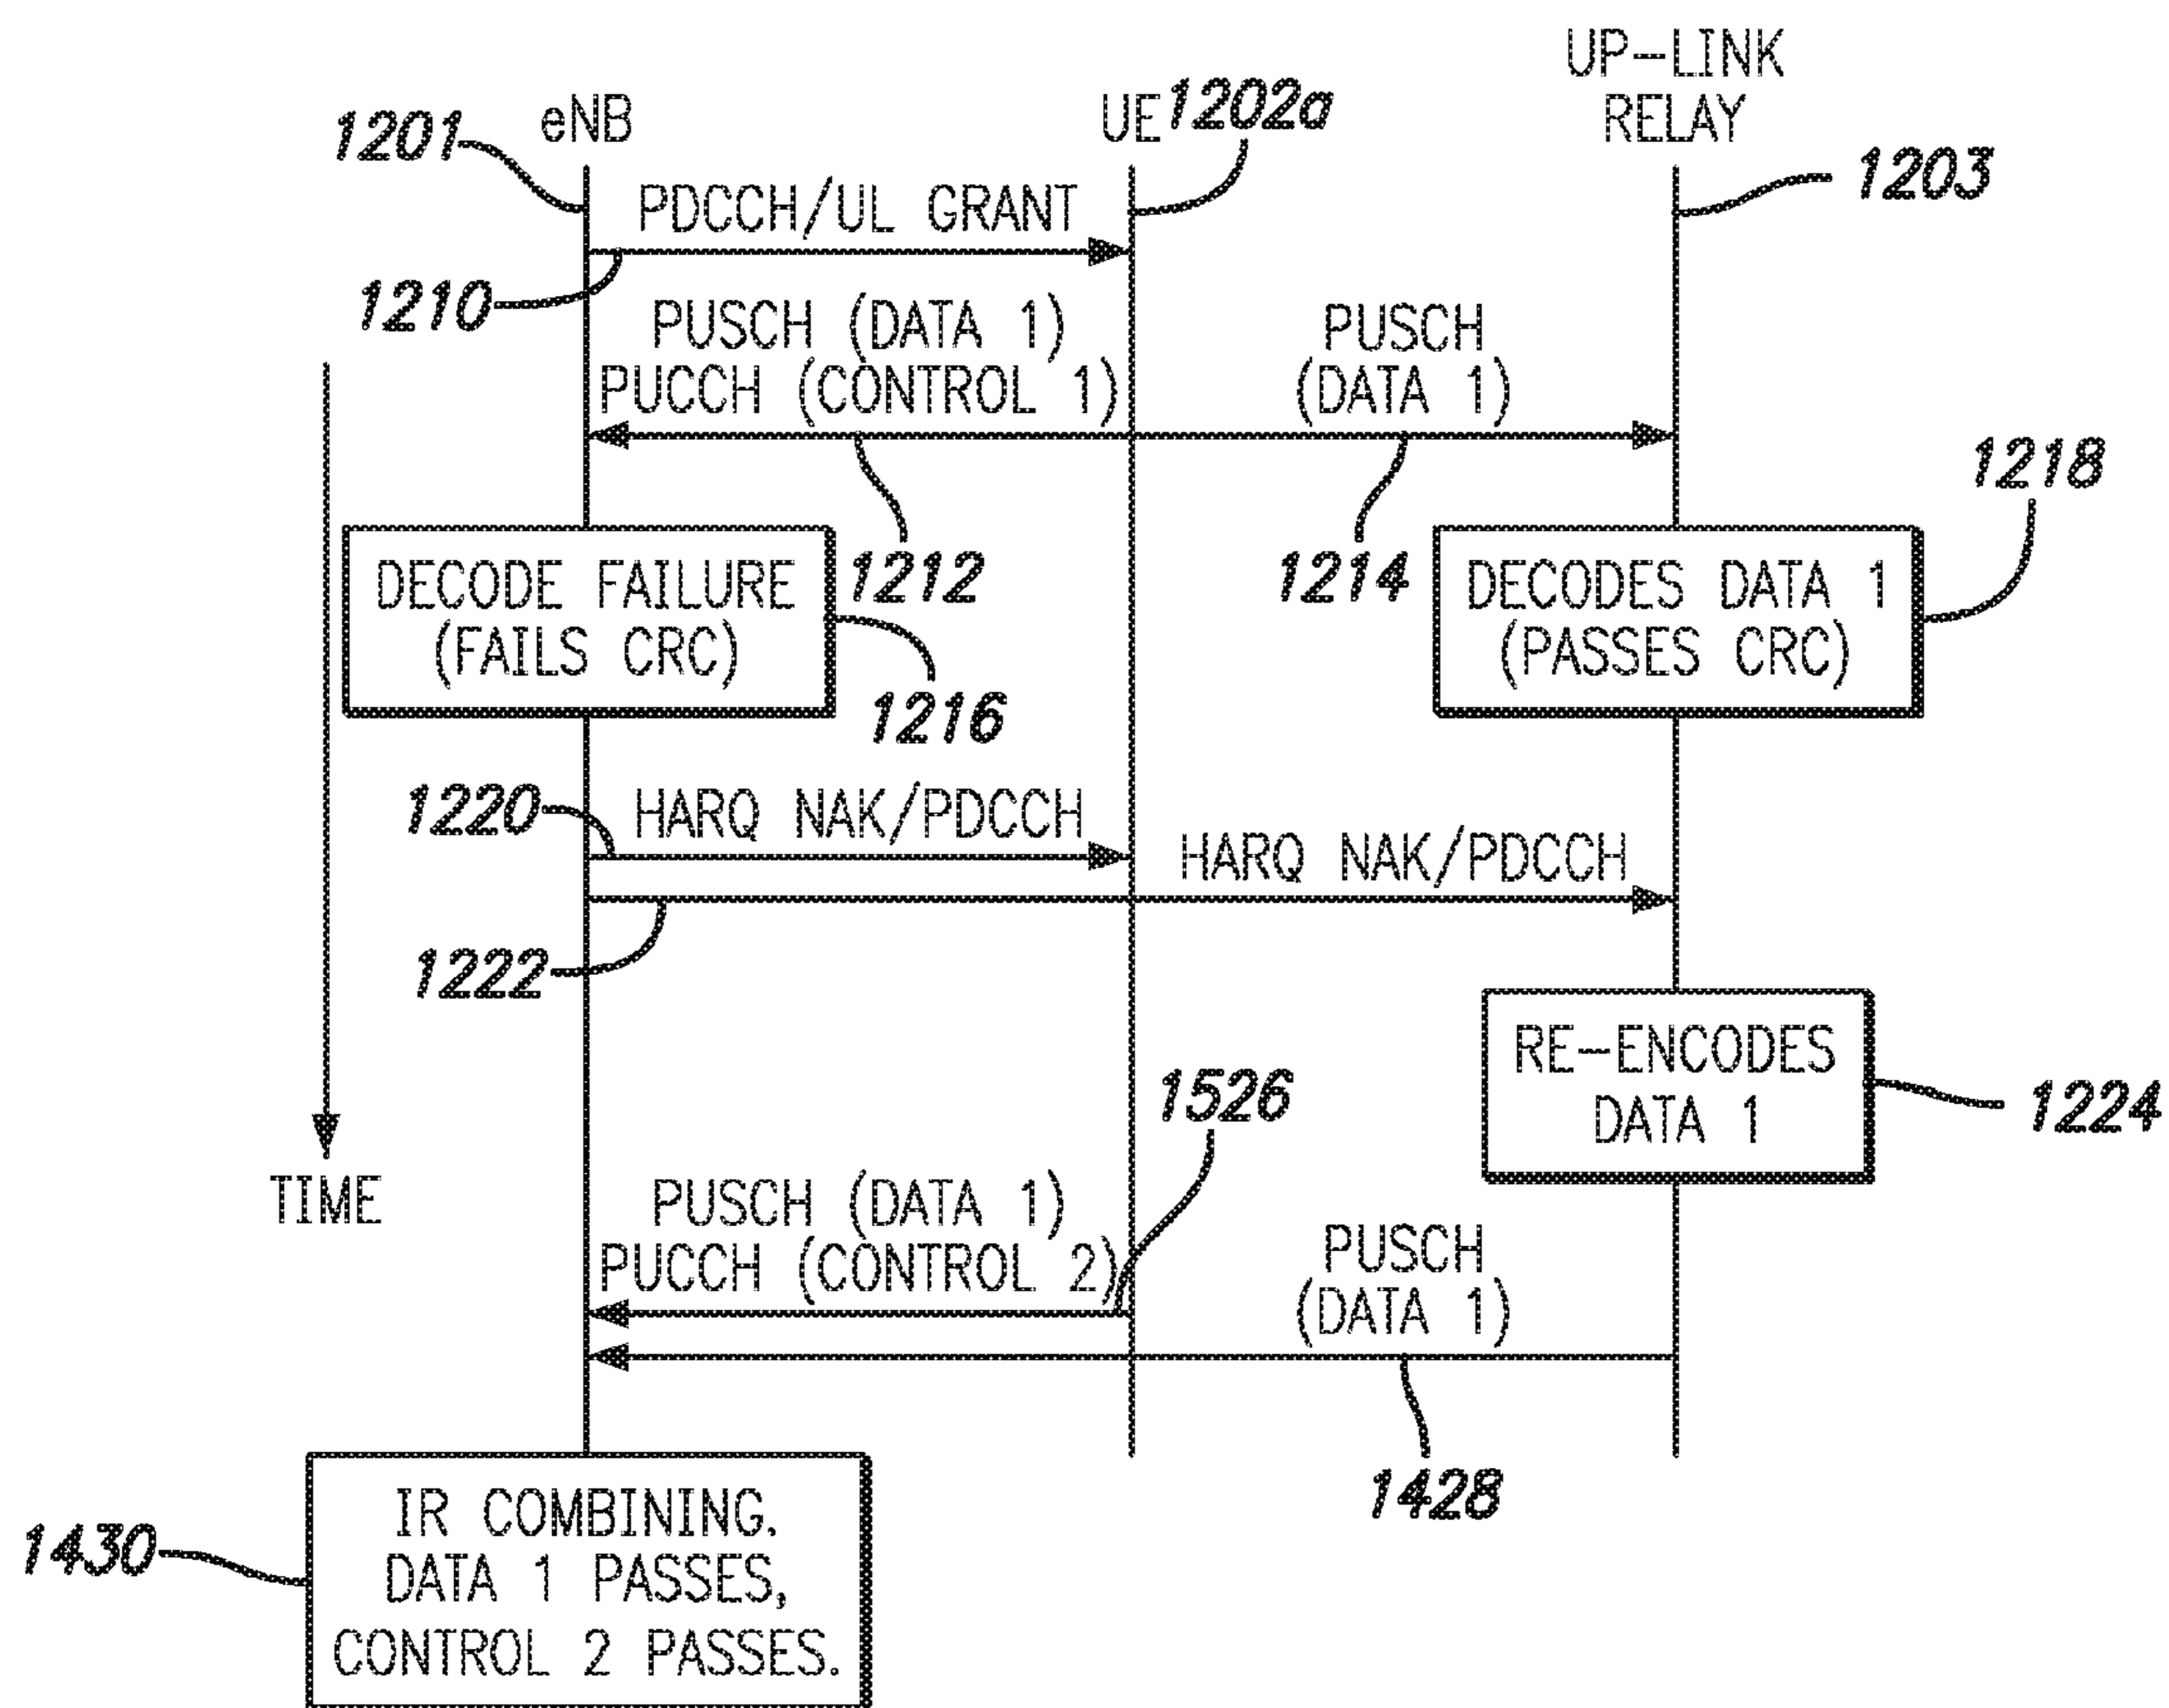 UP-LINK
RELAY
1201
eNB
UE
1202a
1203
PDCCH/UL GRANT
1210
PUSCH (DATA 1)
PUCCH (CONTROL 1)
PUSCH
(DATA 1)
1212
1214
1218
DECODE FAILURE
(FAILS CRC)
DECODES DATA 1
(PASSES CRC)
1216
1220
HARQ NAK/PDCCH
HARQ NAK/PDCCH
1222
RE-ENCODES
DATA 1
1224
1526
TIME
PUSCH (DATA 1)
PUCCH (CONTROL 2)
PUSCH
(DATA 1)
1428
1430
IR COMBINING.
DATA 1 PASSES,
CONTROL 2 PASSES.